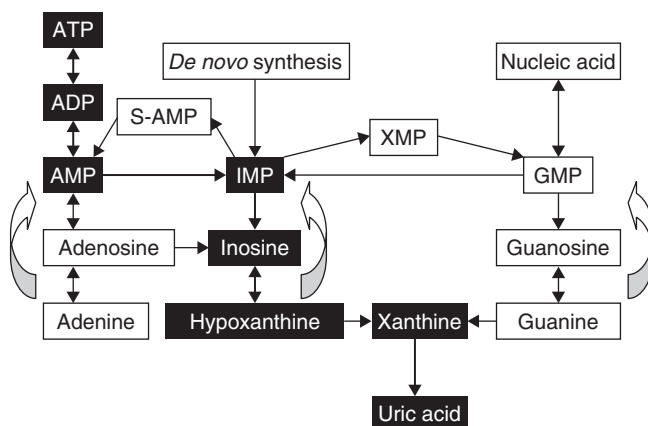 ATP
De novo synthesis
Nucleic acid
ADP
S-AMP
XMP
AMP
IMP
GMP
Adenosine
Inosine
Guanosine
Adenine
Hypoxanthine
Xanthine
Guanine
Uric acid